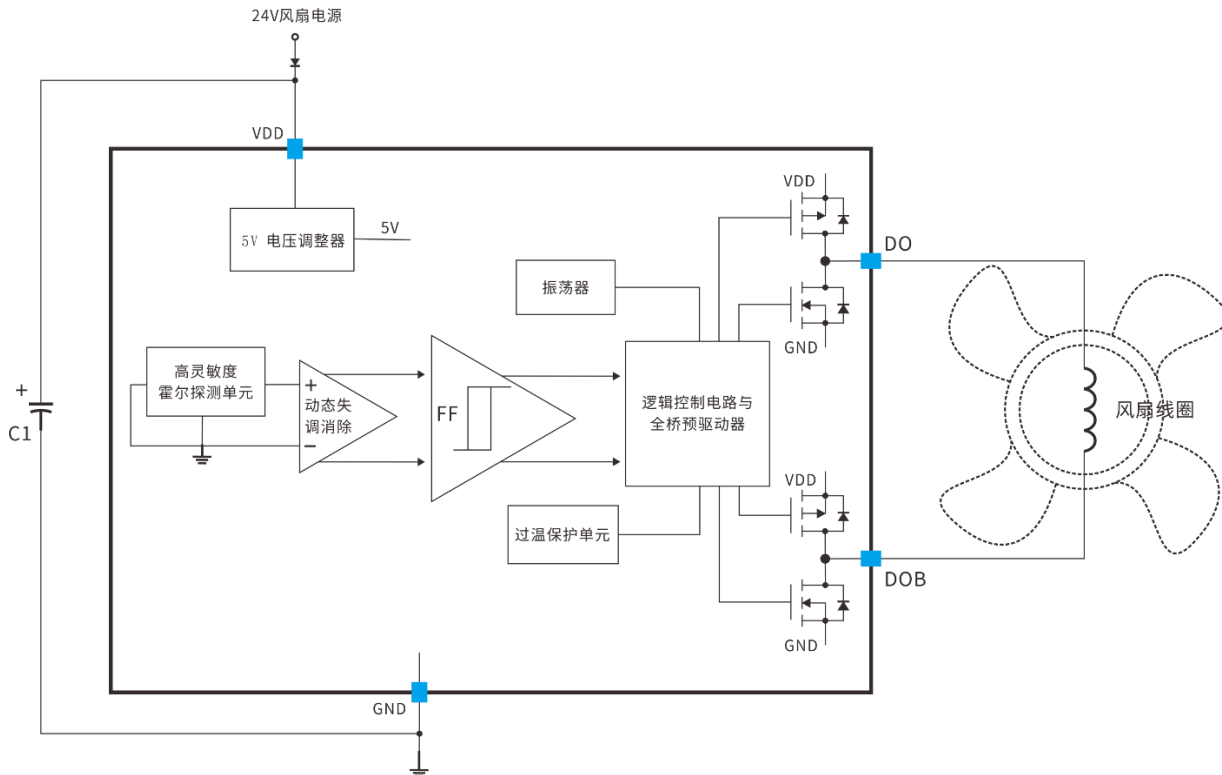 24V风扇电源
VDD
5V 电压调整器
5V
VDD
DO
振荡器
GND
高灵敏度
霍尔探测单元
+
动态失
调消除
−
FF
逻辑控制电路与
全桥预驱动器
风扇线圈
+
C1
VDD
过温保护单元
DOB
GND
GND